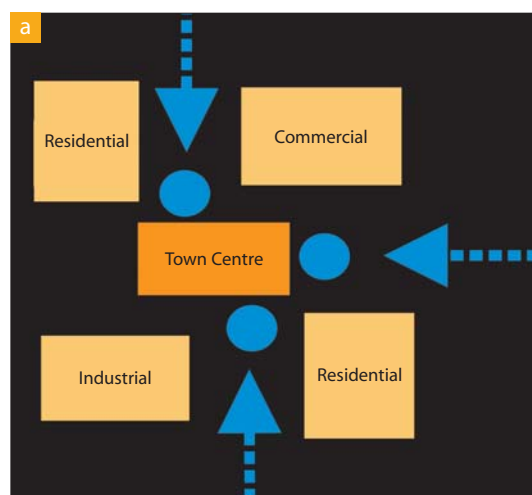 a
Residential
Commercial
Town Centre
Industrial
Residential